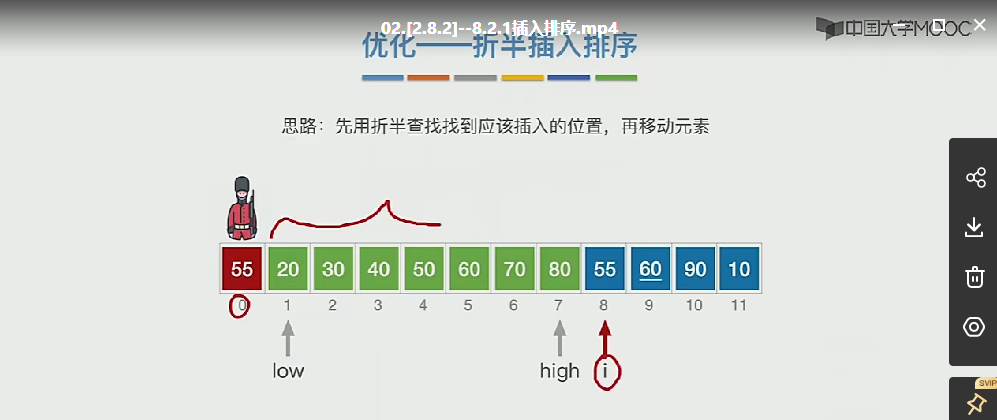 02.[2.8.2]--8.2.1插入排序.mp4
中国大学MOOC
优化——折半插入排序
思路：先用折半查找找到应该插入的位置，再移动元素
55 20 30 40 50 60 70 80 55 60 90 10
0 1 2 3 4 5 6 7 8 9 10 11
low high i
SVIP